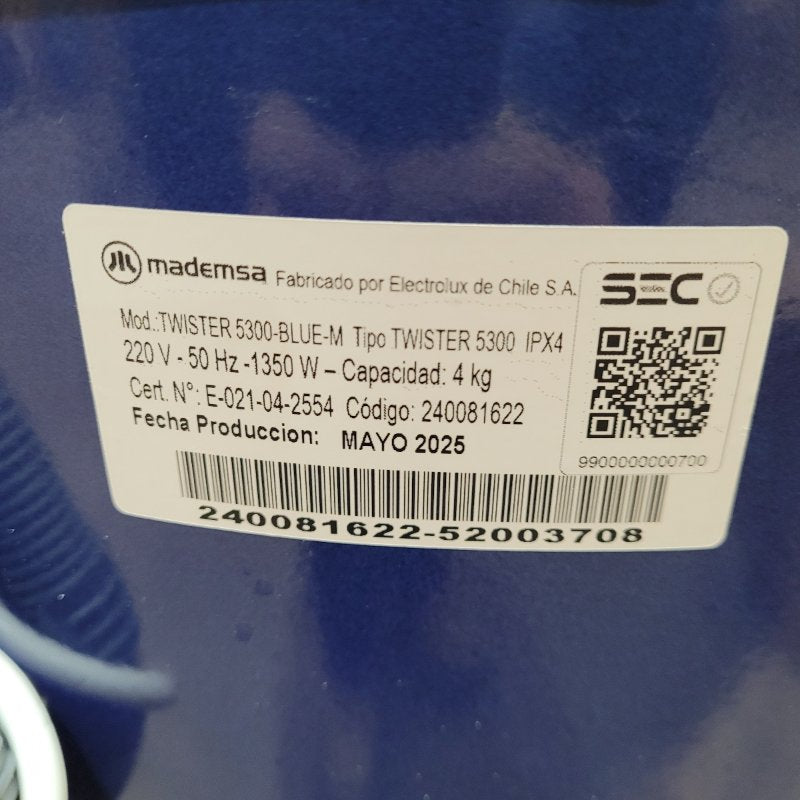 mademsa Fabricado por Electrolux de Chile S.A.
Mod.:TWISTER 5300-BLUE-M Tipo TWISTER 5300 IPX4
220 V - 50 Hz -1350 W – Capacidad: 4 kg
Cert. N°: E-021-04-2554 Código: 240081622
Fecha Produccion: MAYO 2025
240081622-52003708
SEC
9900000000700